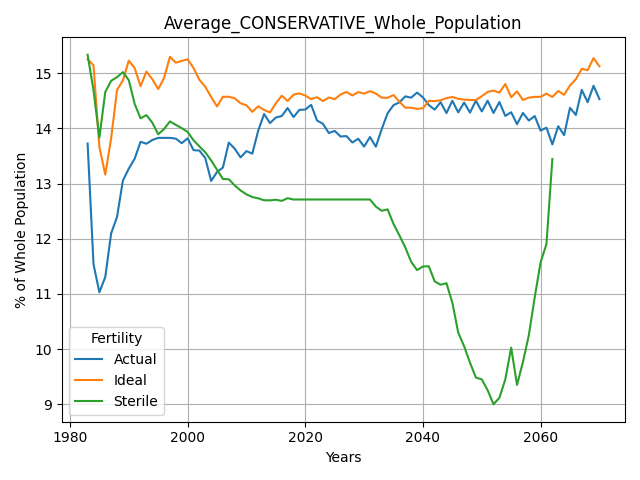 Average_CONSERVATIVE_Whole_Population
% of Whole Population
15
14
13
12
11
10
9
Fertility
Actual
Ideal
Sterile
1980
2000
2020
2040
2060
Years